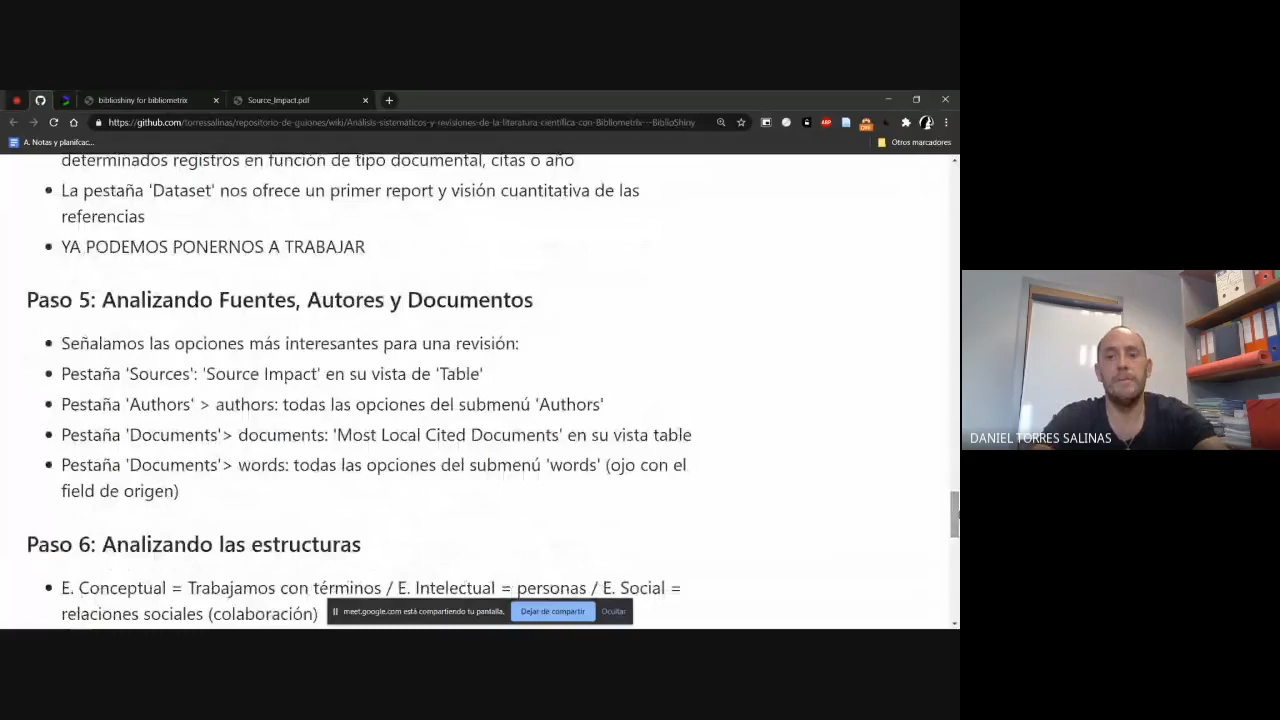 biblioshiny for bibliometrix
Source_Impact.pdf
https://github.com/torressalinas/repositorio-de-guiones/wiki/Análisis-sistemáticos-y-revisiones-de-la-literatura-científica-con-Bibliometrix---BiblioShiny
ABP
A. Notas y planifcac...
Otros marcadores
determinados registros en función de tipo documental, citas o año
La pestaña 'Dataset' nos ofrece un primer report y visión cuantitativa de las
referencias
YA PODEMOS PONERNOS A TRABAJAR
Paso 5: Analizando Fuentes, Autores y Documentos
Señalamos las opciones más interesantes para una revisión:
Pestaña 'Sources': 'Source Impact' en su vista de 'Table'
Pestaña 'Authors' > authors: todas las opciones del submenú 'Authors'
Pestaña 'Documents'> documents: 'Most Local Cited Documents' en su vista table
Pestaña 'Documents'> words: todas las opciones del submenú 'words' (ojo con el
field de origen)
Paso 6: Analizando las estructuras
E. Conceptual = Trabajamos con términos / E. Intelectual = personas / E. Social =
relaciones sociales (colaboración)
meet.google.com está compartiendo tu pantalla.
Dejar de compartir
Ocultar
DANIEL TORRES SALINAS